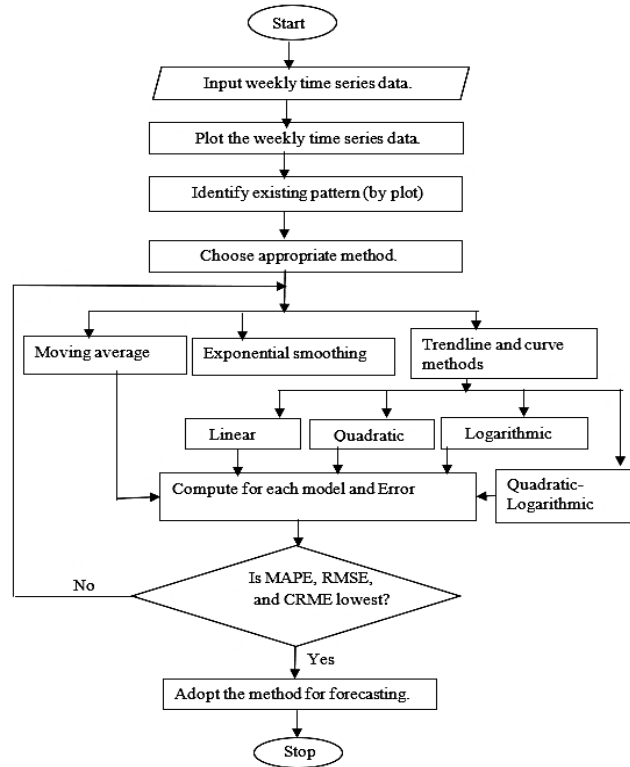 Start
Input weekly time series data.
Plot the weekly time series data.
Identify existing pattern (by plot)
Choose appropriate method.
Moving average
Exponential smoothing
Trendline and curve
methods
Linear
Quadratic
Logarithmic
Compute for each model and Error
Quadratic-
Logarithmic
No
Is MAPE, RMSE,
and CRME lowest?
Yes
Adopt the method for forecasting.
Stop